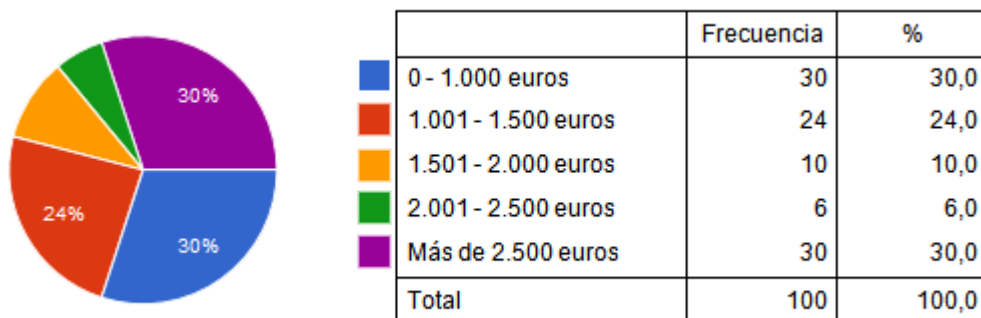 30%
24%
30%
Frecuencia %
0 - 1.000 euros 30 30,0
1.001 - 1.500 euros 24 24,0
1.501 - 2.000 euros 10 10,0
2.001 - 2.500 euros 6 6,0
Más de 2.500 euros 30 30,0
Total 100 100,0